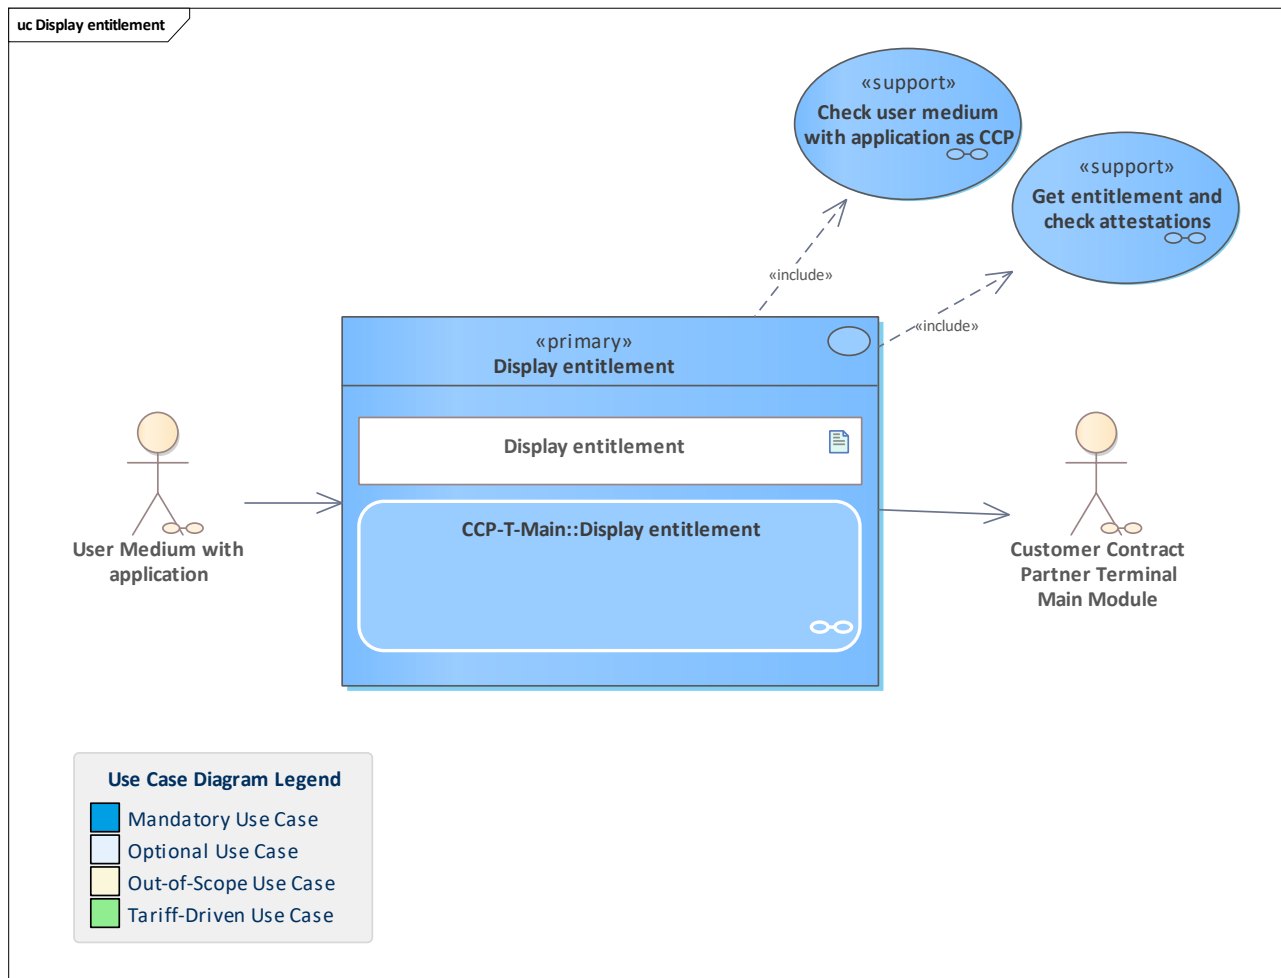 uc Display entitlement
«support»
Check user medium
with application as CCP
«support»
Get entitlement and
check attestations
«include»
«include»
«primary»
Display entitlement
Display entitlement
CCP-T-Main::Display entitlement
User Medium with
application
Customer Contract
Partner Terminal
Main Module
Use Case Diagram Legend
Mandatory Use Case
Optional Use Case
Out-of-Scope Use Case
Tariff-Driven Use Case